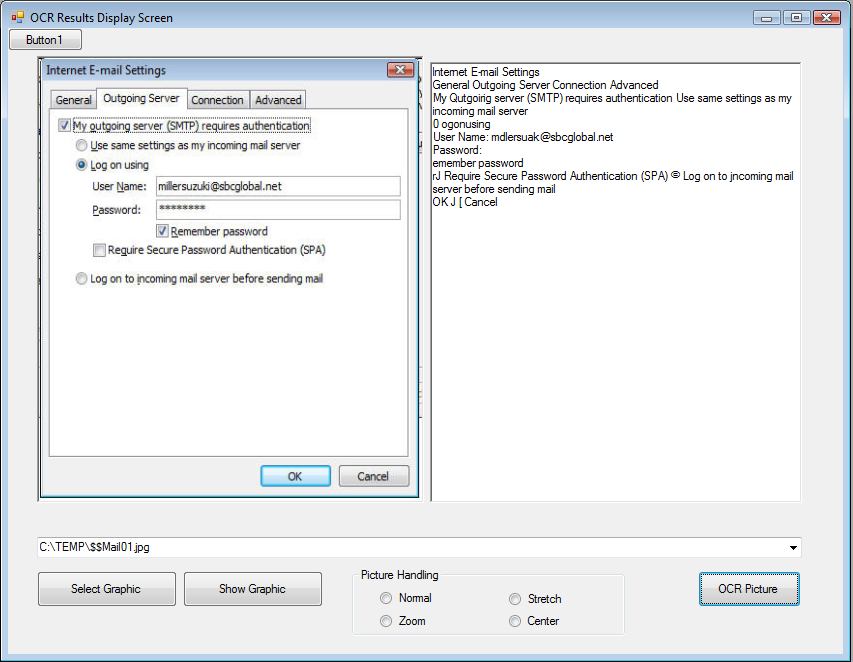 OCR Results Display Screen
Button1
Internet E-mail Settings
General Outgoing Server Connection Advanced
My outgoing server (SMTP) requires authentication
Use same settings as my incoming mail server
Log on using
User Name: millersuzuki@sbcglobal.net
Password: ********
Remember password
Require Secure Password Authentication (SPA)
Log on to incoming mail server before sending mail
OK Cancel
Internet E-mail Settings
General Outgoing Server Connection Advanced
My Qutgoirig server (SMTP) requires authentication Use same settings as my
incoming mail server
0 ogonusing
User Name: mdlersuak@sbcglobal.net
Password:
emember password
rJ Require Secure Password Authentication (SPA) © Log on to jncoming mail
server before sending mail
OK J [ Cancel
C:\TEMP\$$Mail01.jpg
Select Graphic
Show Graphic
Picture Handling
Normal
Stretch
Zoom
Center
OCR Picture